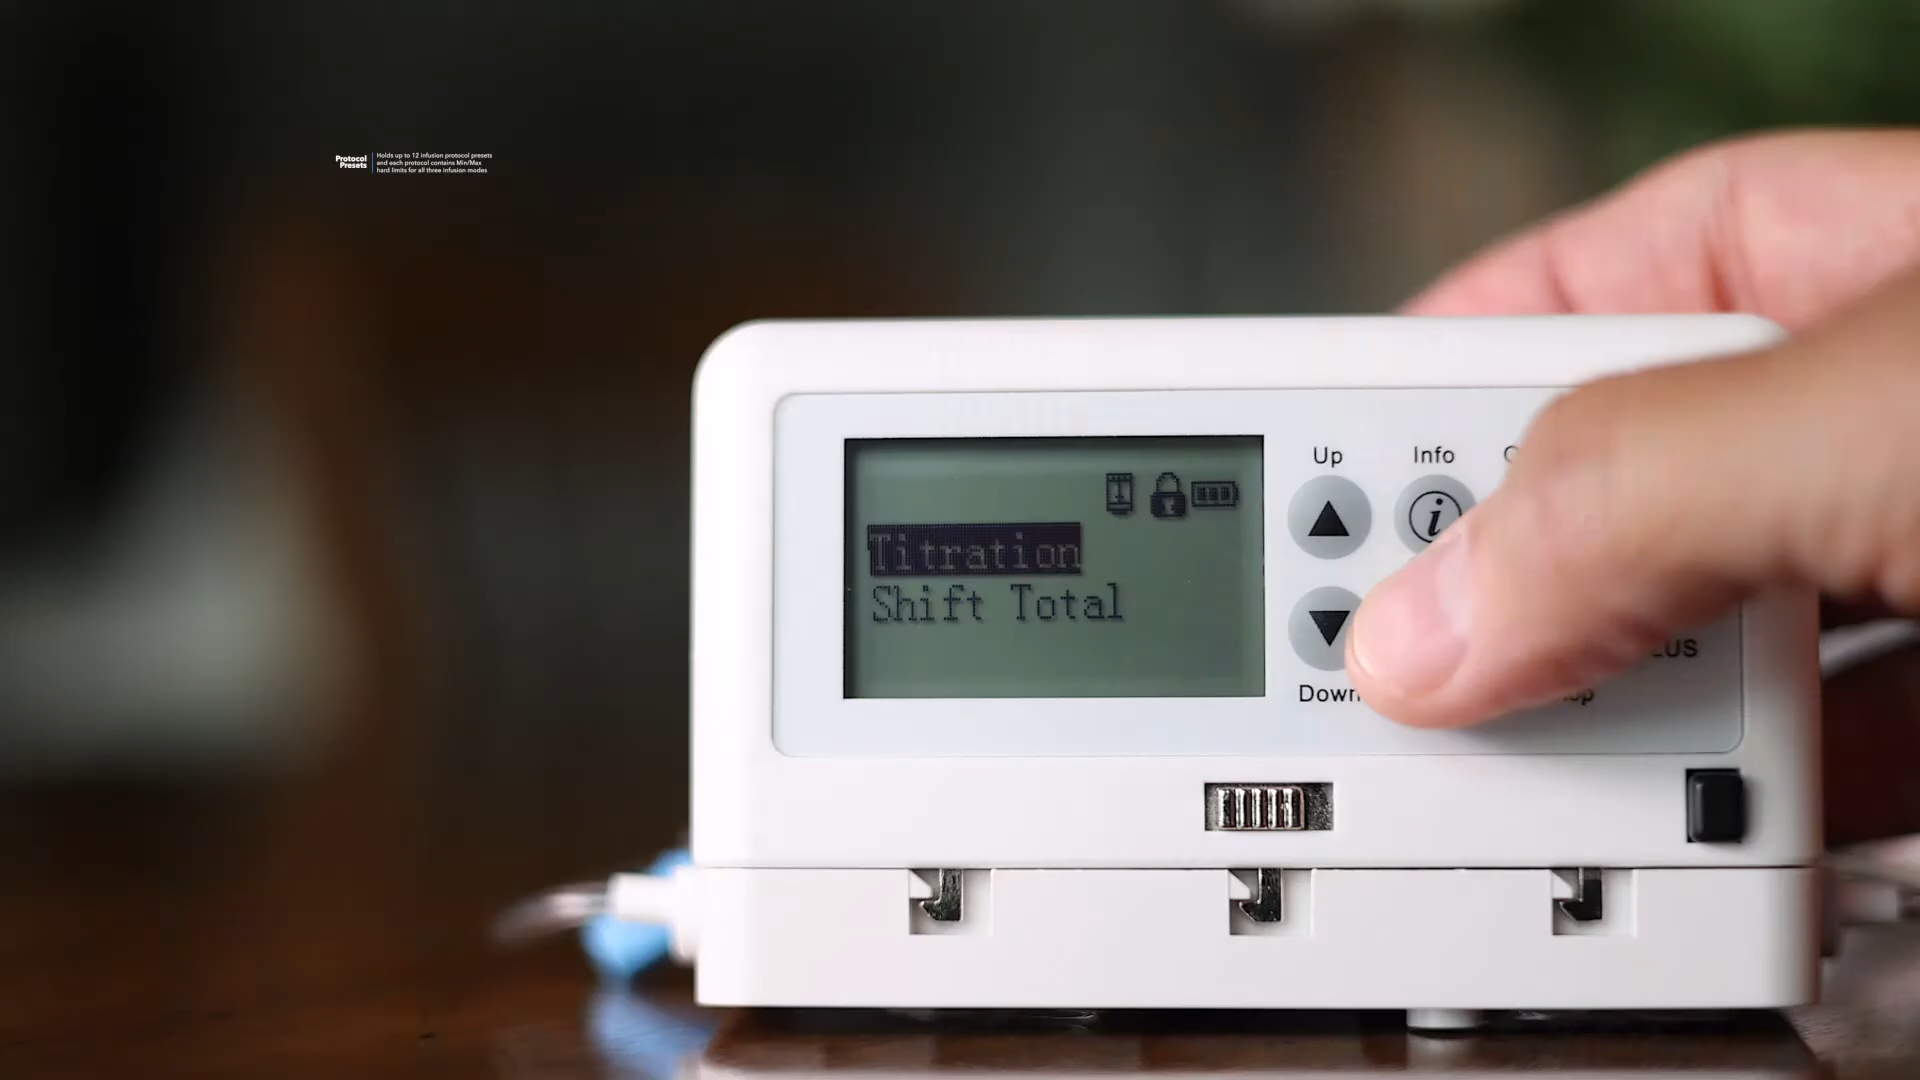 Protocol
Presets
Holds up to 12 infusion protocol presets
and each protocol contains Min/Max
hard limits for all three infusion modes
Titration
Shift Total
Up
Info
Down